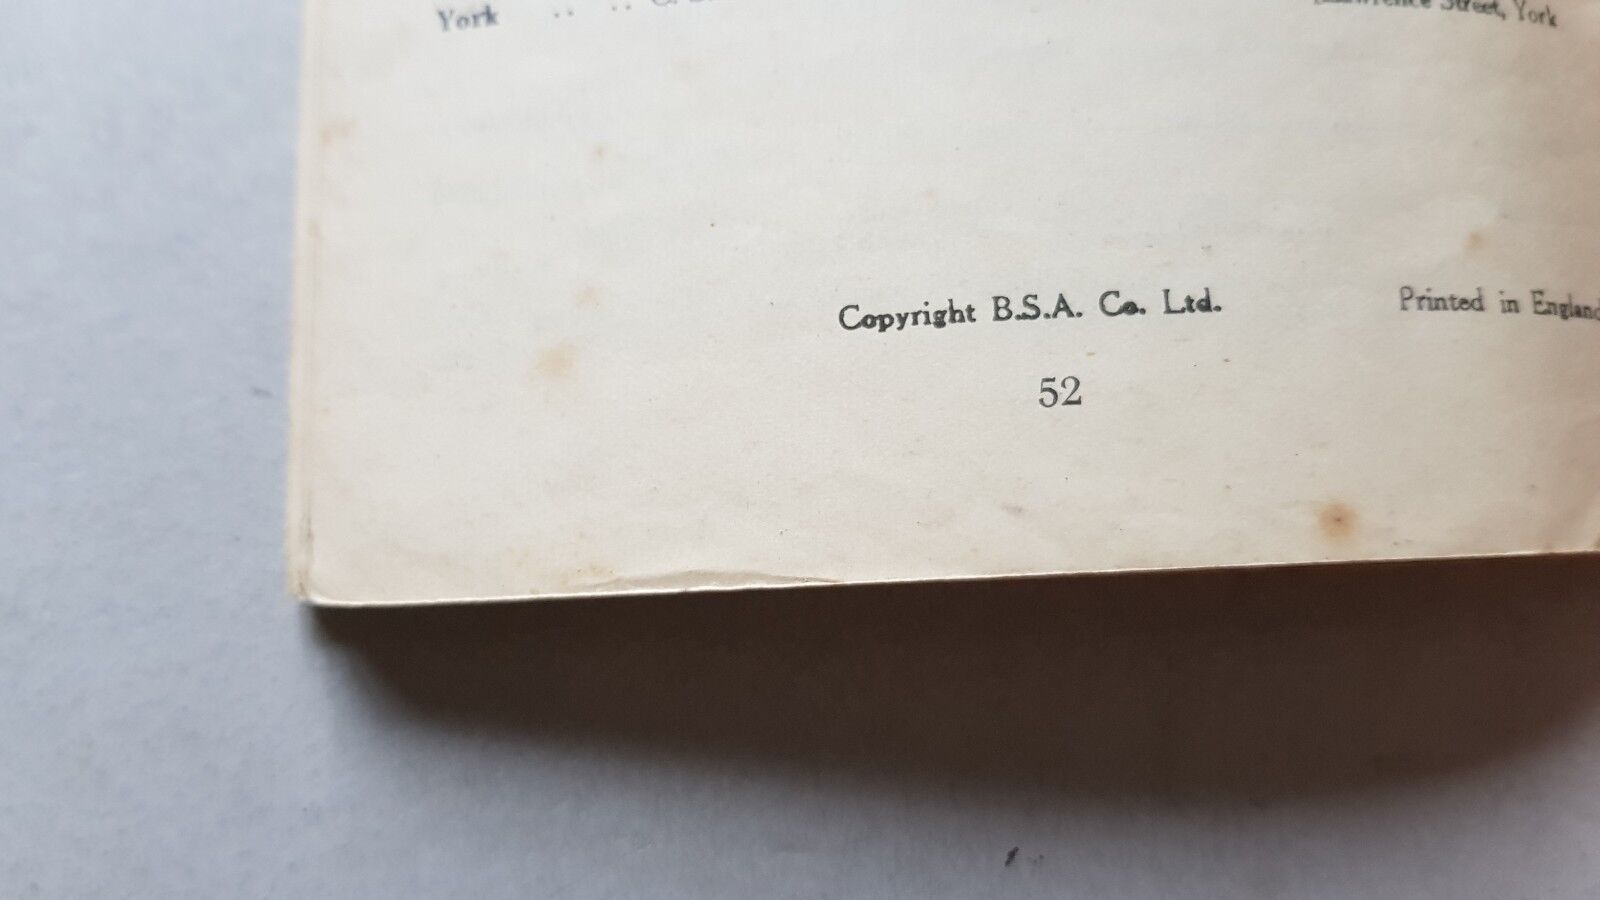 York .. .. Street, York
Copyright B.S.A. Co. Ltd. Printed in England
52